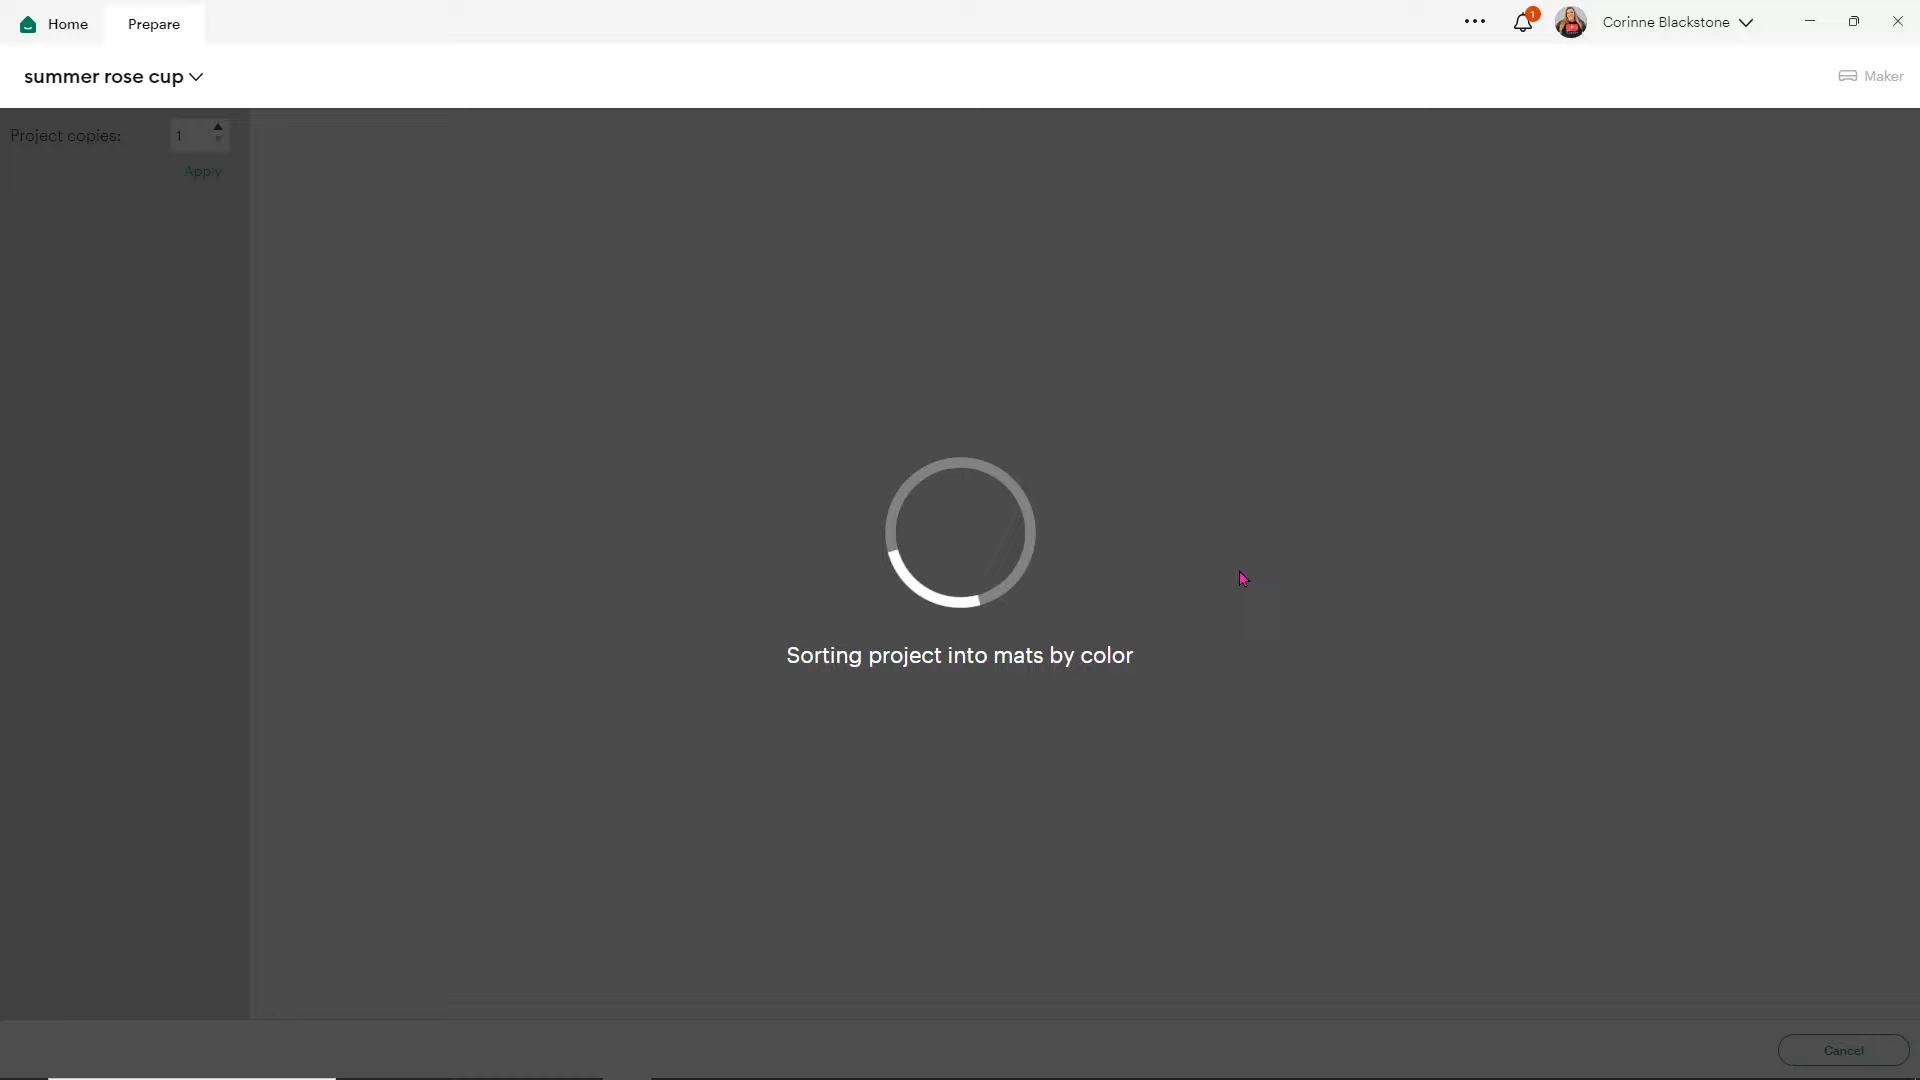 Home
Prepare
1
Corinne Blackstone
summer rose cup
Maker
Project copies:
1
Apply
Sorting project into mats by color
Cancel